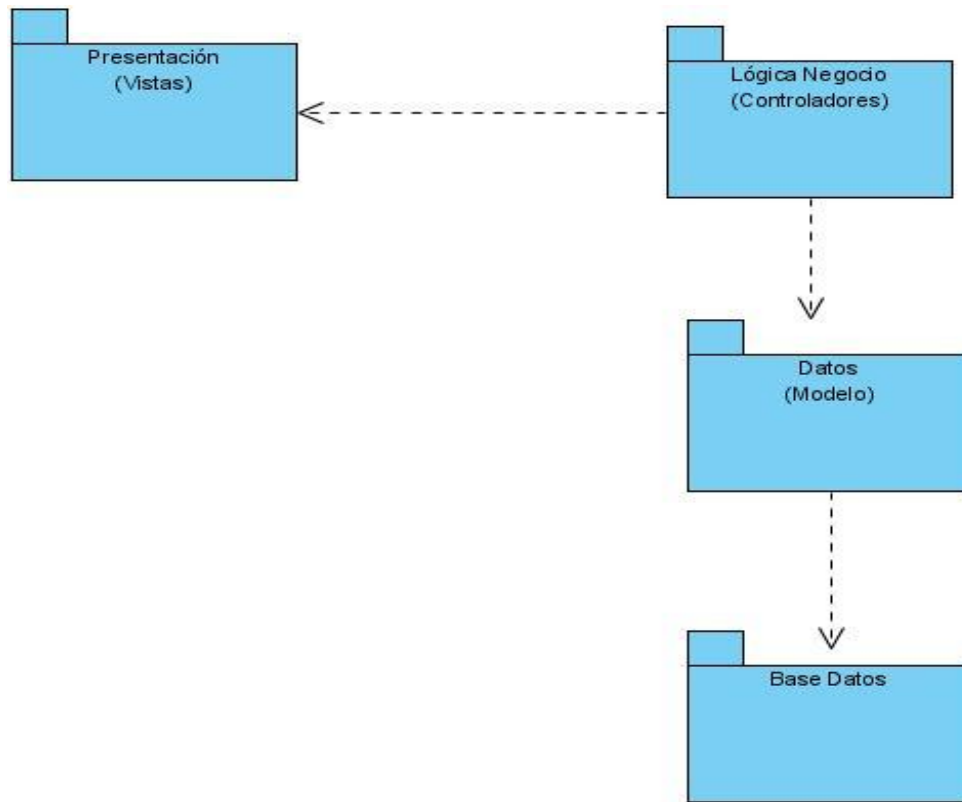 Presentación
(Vistas)
Lógica Negocio
(Controladores)
Datos
(Modelo)
Base Datos